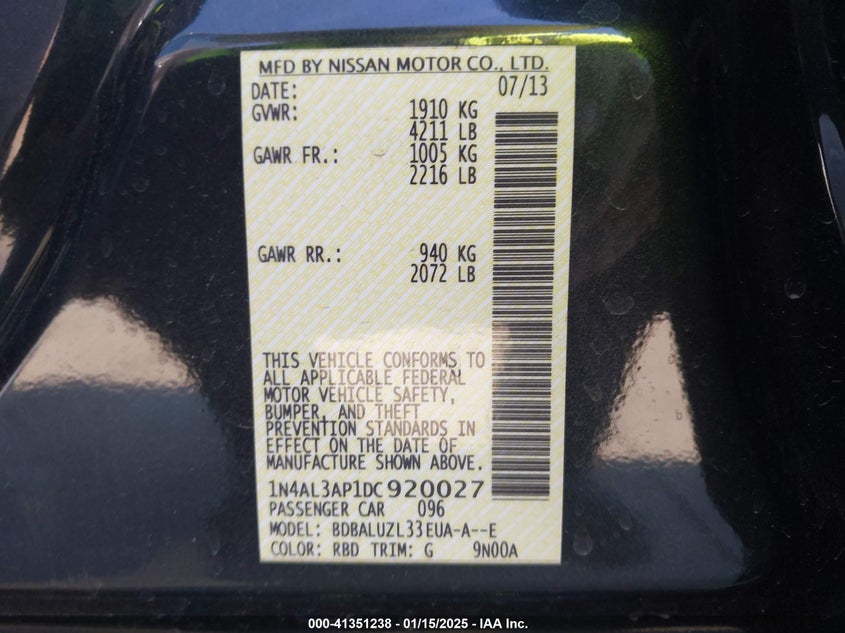 MFD BY NISSAN MOTOR CO., LTD.
DATE: 07/13
GVWR: 1910 KG
4211 LB
GAWR FR.: 1005 KG
2216 LB
GAWR RR.: 940 KG
2072 LB
THIS VEHICLE CONFORMS TO
ALL APPLICABLE FEDERAL
MOTOR VEHICLE SAFETY,
BUMPER, AND THEFT
PREVENTION STANDARDS IN
EFFECT ON THE DATE OF
MANUFACTURE SHOWN ABOVE.
1N4AL3AP1DC920027
PASSENGER CAR 096
MODEL: BDBALUZL33EUA-A--E
COLOR: RBD TRIM: G 9N00A
000-41351238 - 01/15/2025 - IAA Inc.